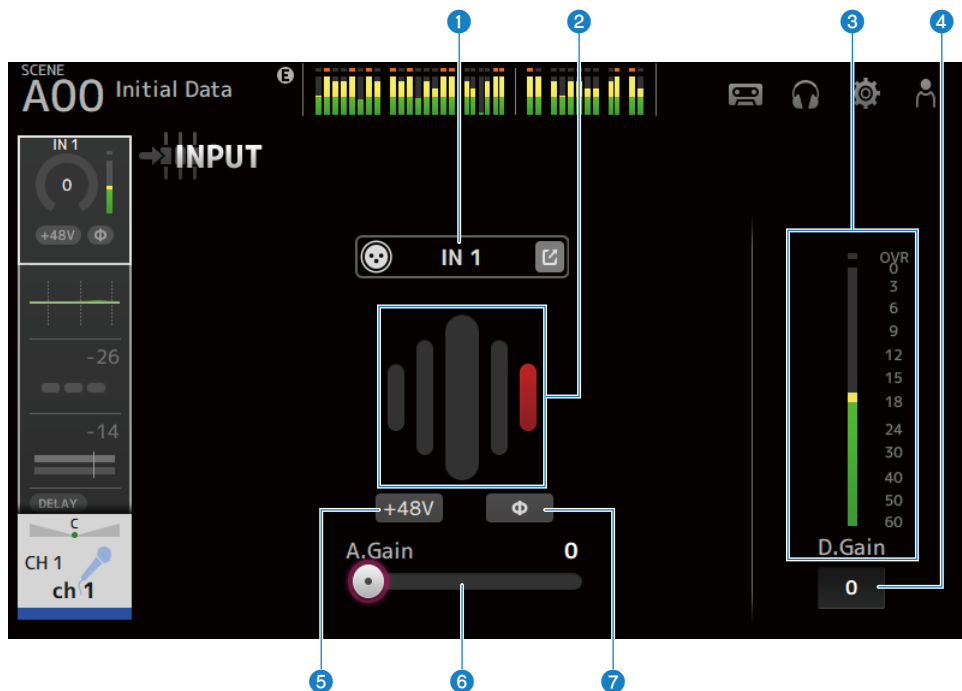 1 2 3 4
SCENE
A00 Initial Data E
IN 1
0
+48V Φ
INPUT
IN 1
-26
-14
DELAY
C
CH 1
ch 1
+48V Φ
A.Gain 0
OVR
0
3
6
9
12
15
18
24
30
40
50
60
D.Gain
0
5 6 7